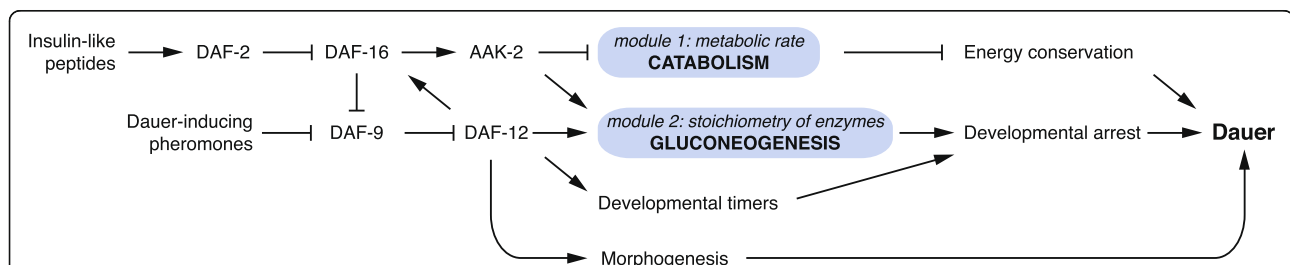 Insulin-like
peptides
DAF-2
DAF-16
AAK-2
module 1: metabolic rate
CATABOLISM
Energy conservation
Dauer-inducing
pheromones
DAF-9
DAF-12
module 2: stoichiometry of enzymes
GLUCONEOGENESIS
Developmental arrest
Dauer
Developmental timers
Morphogenesis